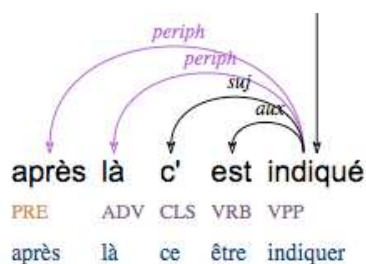 periph
periph
suj
aux
après là c' est indiqué
PRE ADV CLS VRB VPP
après là ce être indiquer